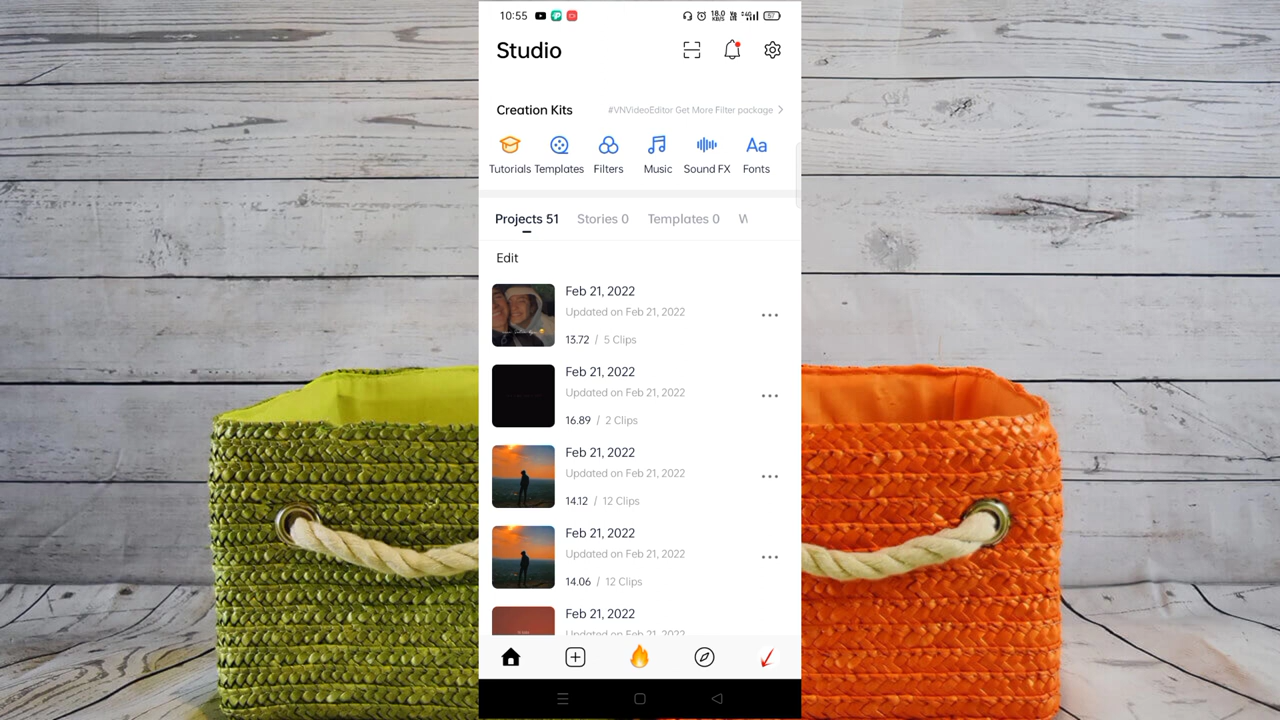 10:55 18.0 KB/S 57
Studio
Creation Kits #VNVideoEditor Get More Filter package
Tutorials Templates Filters Music Sound FX Fonts
Projects 51 Stories 0 Templates 0
Edit
Feb 21, 2022
Updated on Feb 21, 2022
13.72 / 5 Clips
Feb 21, 2022
Updated on Feb 21, 2022
16.89 / 2 Clips
Feb 21, 2022
Updated on Feb 21, 2022
14.12 / 12 Clips
Feb 21, 2022
Updated on Feb 21, 2022
14.06 / 12 Clips
Feb 21, 2022
Updated on Feb 21, 2022